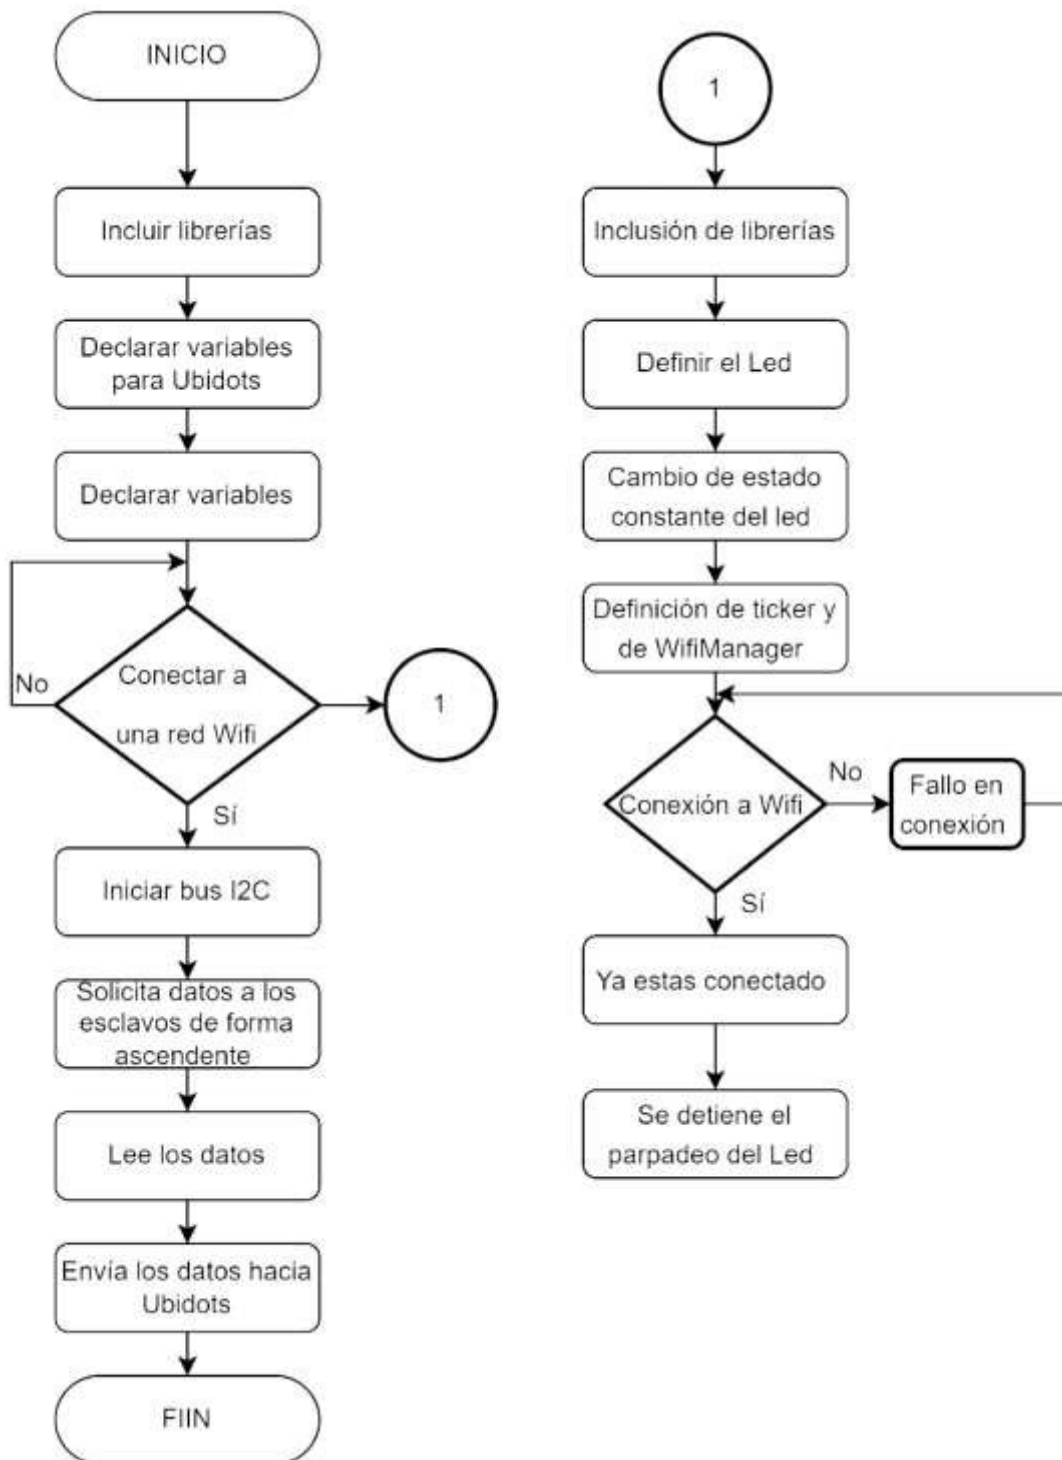 INICIO
Incluir librerías
Declarar variables
para Ubidots
Declarar variables
No
Conectar a
una red Wifi
1
Sí
Iniciar bus I2C
Solicita datos a los
esclavos de forma
ascendente
Lee los datos
Envía los datos hacia
Ubidots
FIIN
1
Inclusión de librerías
Definir el Led
Cambio de estado
constante del led
Definición de ticker y
de WifiManager
Conexión a Wifi
No
Fallo en
conexión
Sí
Ya estas conectado
Se detiene el
parpadeo del Led